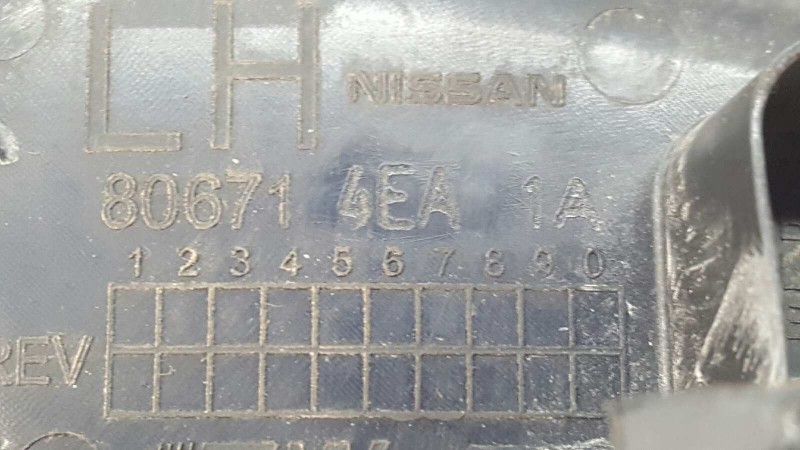 LH NISSAN
80671 4EA 1A
1 2 3 4 5 6 7 8 9 0
REV